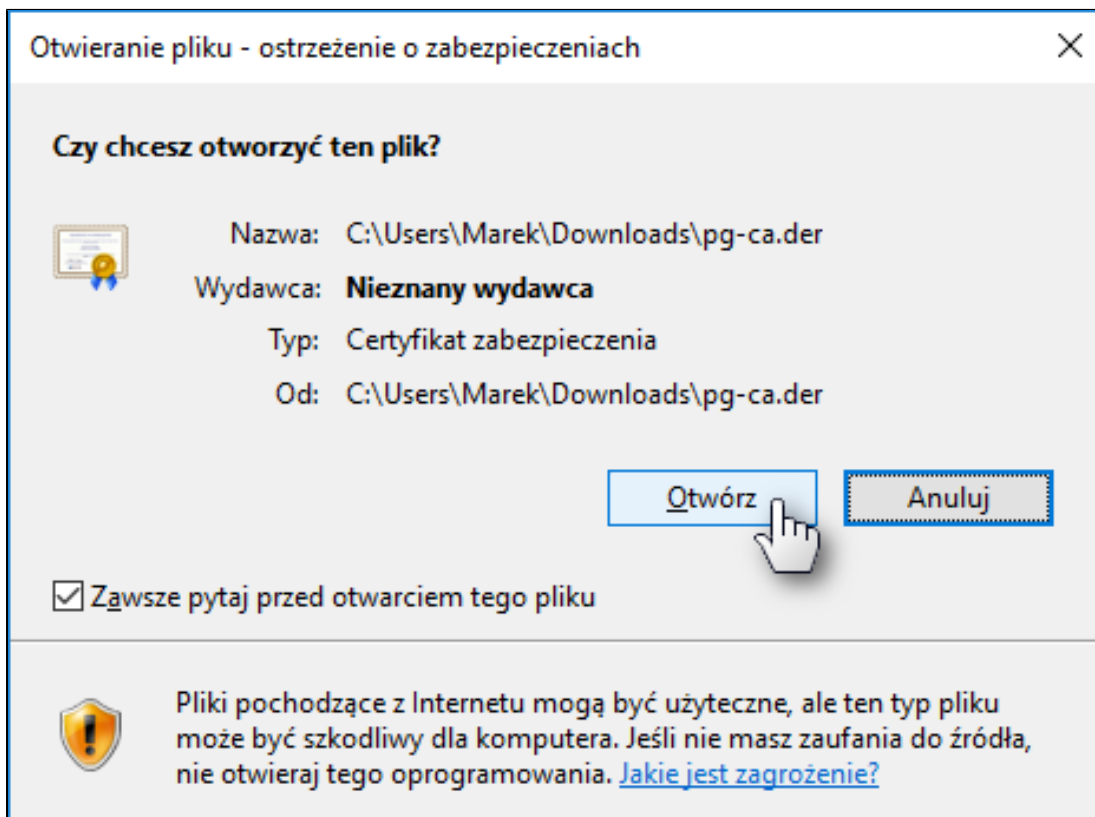 Otwieranie pliku - ostrzeżenie o zabezpieczeniach
Czy chcesz otworzyć ten plik?
Nazwa: C:\Users\Marek\Downloads\pg-ca.der
Wydawca: Nieznany wydawca
Typ: Certyfikat zabezpieczenia
Od: C:\Users\Marek\Downloads\pg-ca.der
Otwórz Anuluj
Zawsze pytaj przed otwarciem tego pliku
Pliki pochodzące z Internetu mogą być użyteczne, ale ten typ pliku
może być szkodliwy dla komputera. Jeśli nie masz zaufania do źródła,
nie otwieraj tego oprogramowania. Jakie jest zagrożenie?